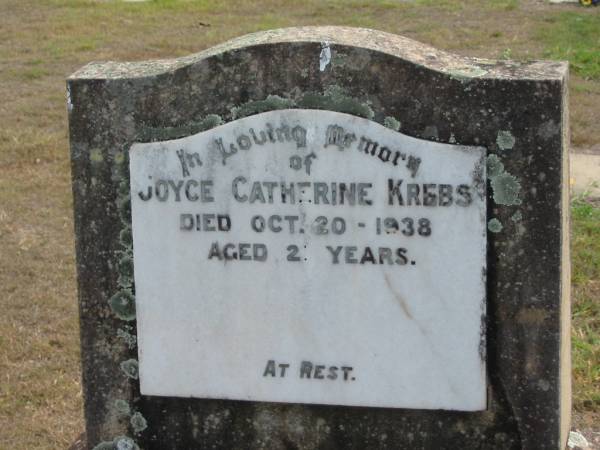 In Loving Memory
of
JOYCE CATHERINE KREBS
DIED OCT. 20 - 1938
AGED 2 YEARS.
AT REST.